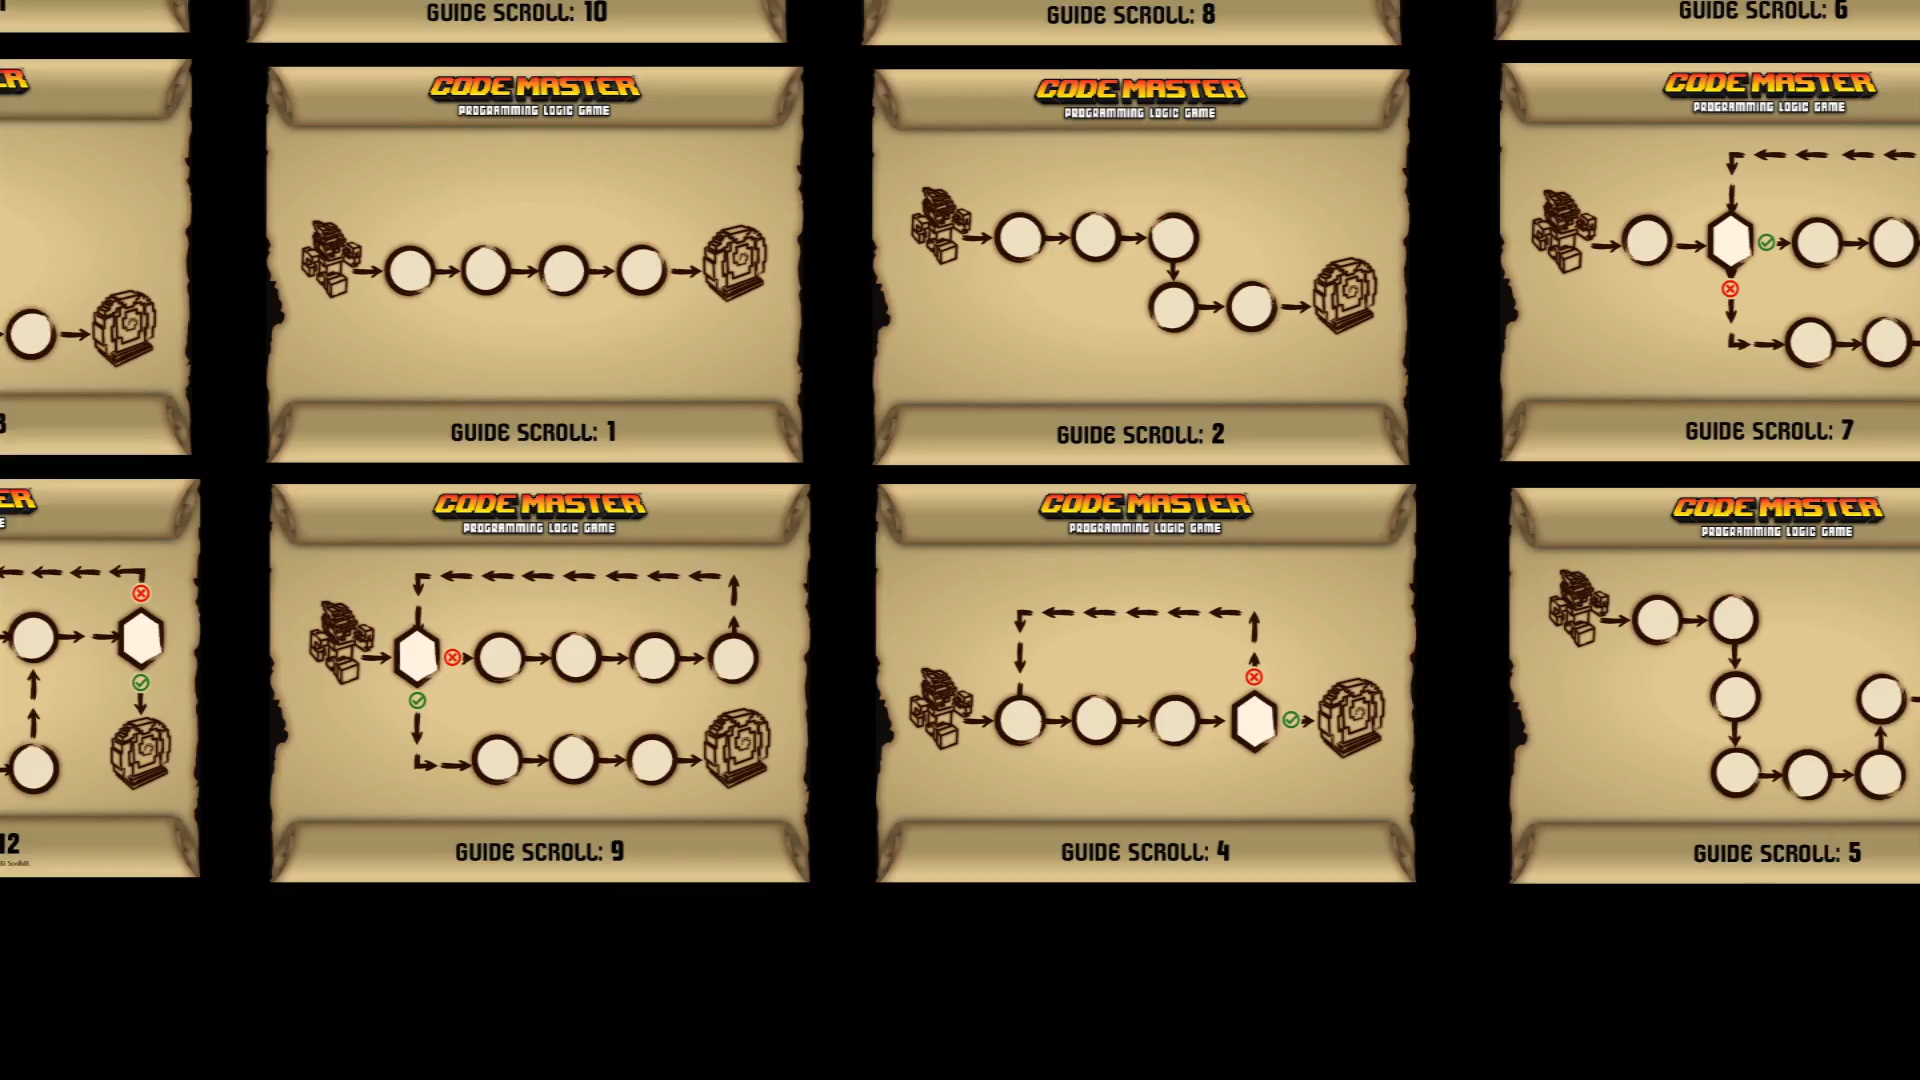 GUIDE SCROLL: 10
GUIDE SCROLL: 8
GUIDE SCROLL: 6
CODE MASTER
PROGRAMMING LOGIC GAME
GUIDE SCROLL: 1
CODE MASTER
PROGRAMMING LOGIC GAME
GUIDE SCROLL: 2
CODE MASTER
PROGRAMMING LOGIC GAME
GUIDE SCROLL: 7
12
CODE MASTER
PROGRAMMING LOGIC GAME
GUIDE SCROLL: 9
CODE MASTER
PROGRAMMING LOGIC GAME
GUIDE SCROLL: 4
CODE MASTER
PROGRAMMING LOGIC GAME
GUIDE SCROLL: 5